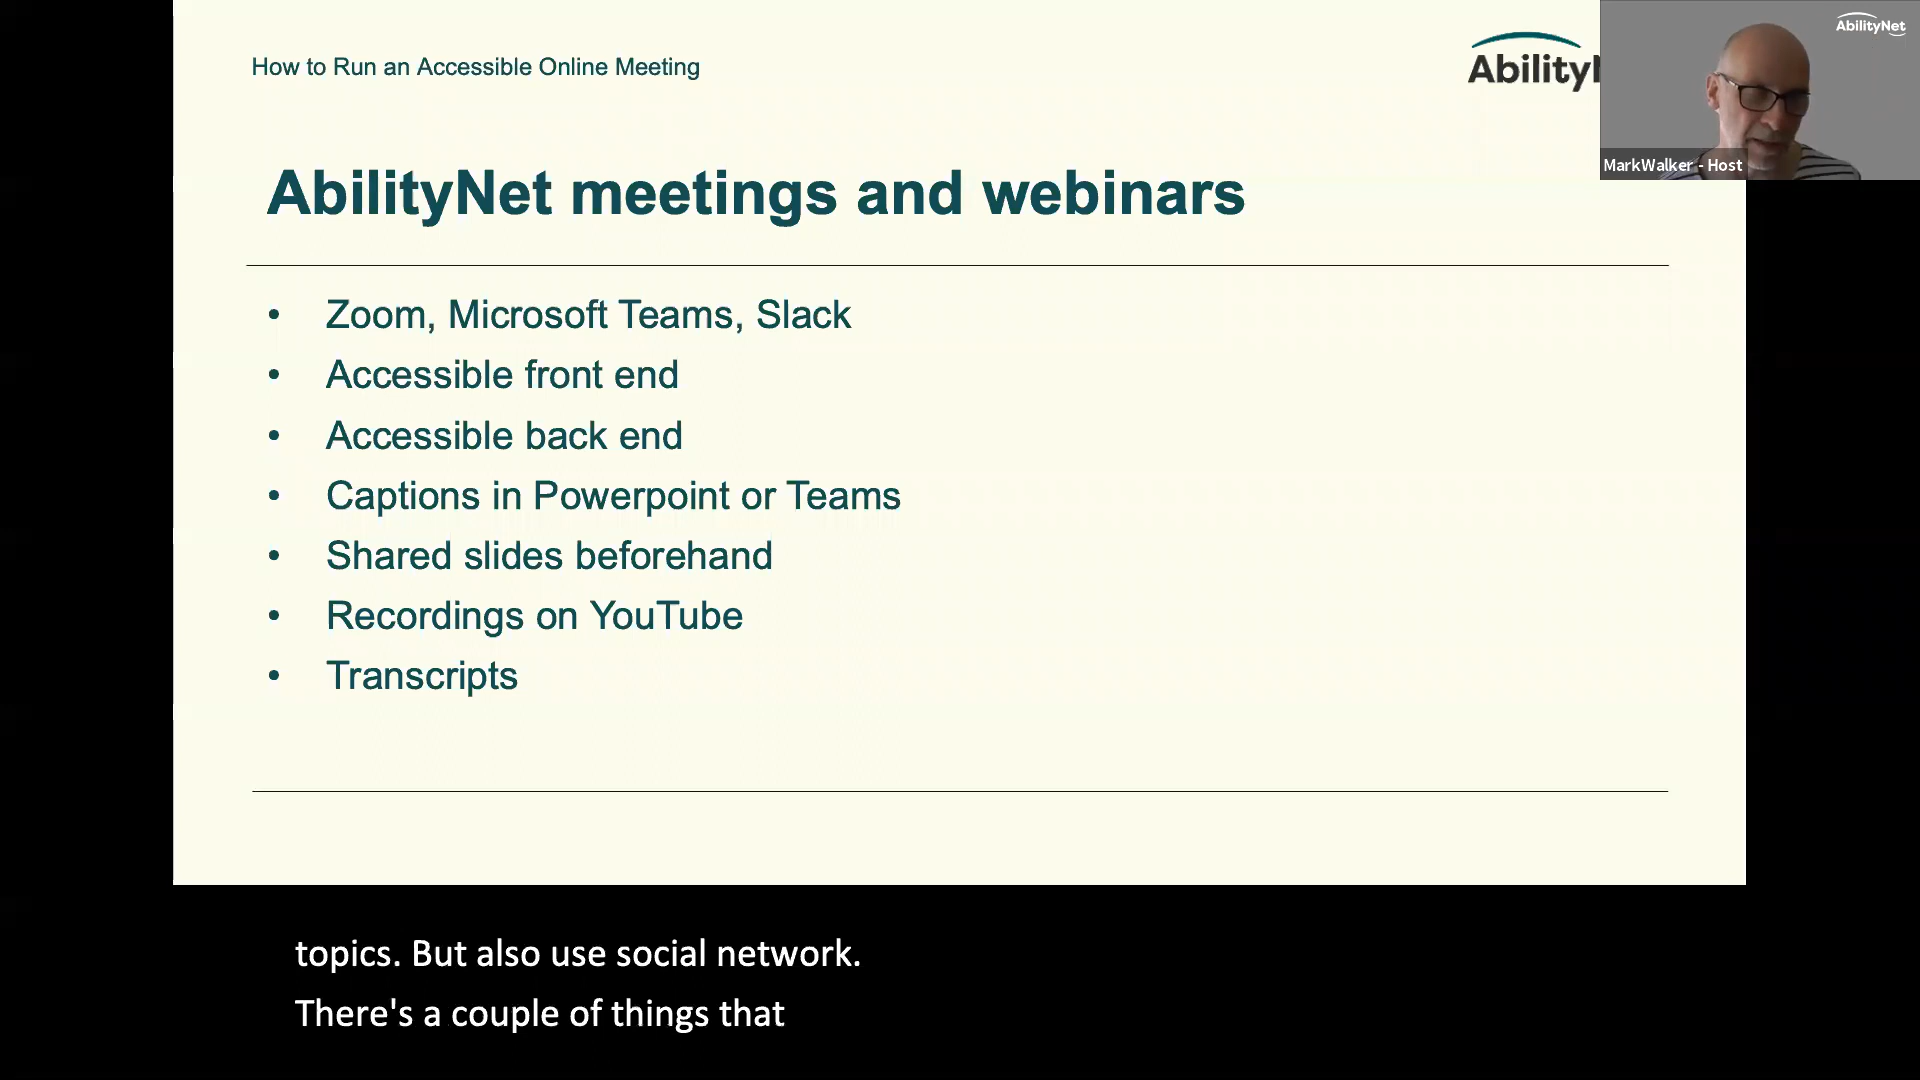 How to Run an Accessible Online Meeting
Ability
AbilityNet
MarkWalker - Host
AbilityNet meetings and webinars
• Zoom, Microsoft Teams, Slack
• Accessible front end
• Accessible back end
• Captions in Powerpoint or Teams
• Shared slides beforehand
• Recordings on YouTube
• Transcripts
topics. But also use social network.
There's a couple of things that